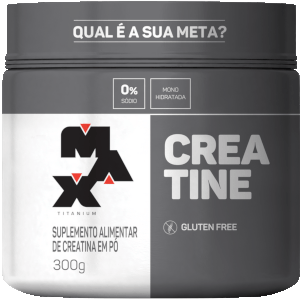 QUAL É A SUA META?
0%
SÓDIO
MONO
HIDRATADA
MAX
TITANIUM
SUPLEMENTO ALIMENTAR
DE CREATINA EM PÓ
300g
CREA
TINE
GLUTEN FREE